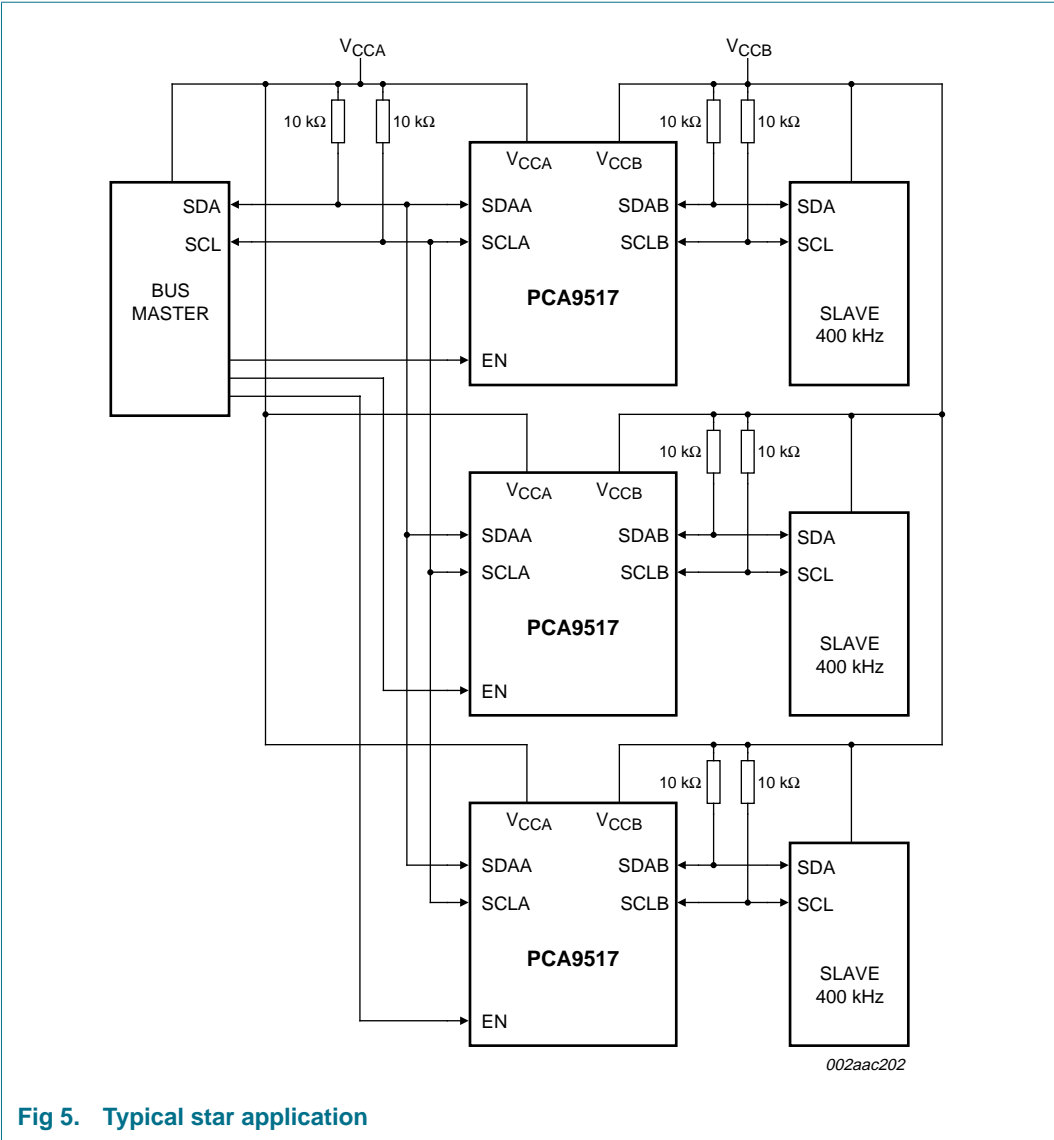 VCCA VCCB
10 kΩ 10 kΩ 10 kΩ 10 kΩ
VCCA VCCB
SDA SDAA SDAB SDA
SCL SCLA SCLB SCL
BUS
MASTER
PCA9517
SLAVE
400 kHz
EN
10 kΩ 10 kΩ
VCCA VCCB
SDAA SDAB SDA
SCLA SCLB SCL
PCA9517
SLAVE
400 kHz
EN
10 kΩ 10 kΩ
VCCA VCCB
SDAA SDAB SDA
SCLA SCLB SCL
PCA9517
SLAVE
400 kHz
EN
002aac202
Fig 5. Typical star application